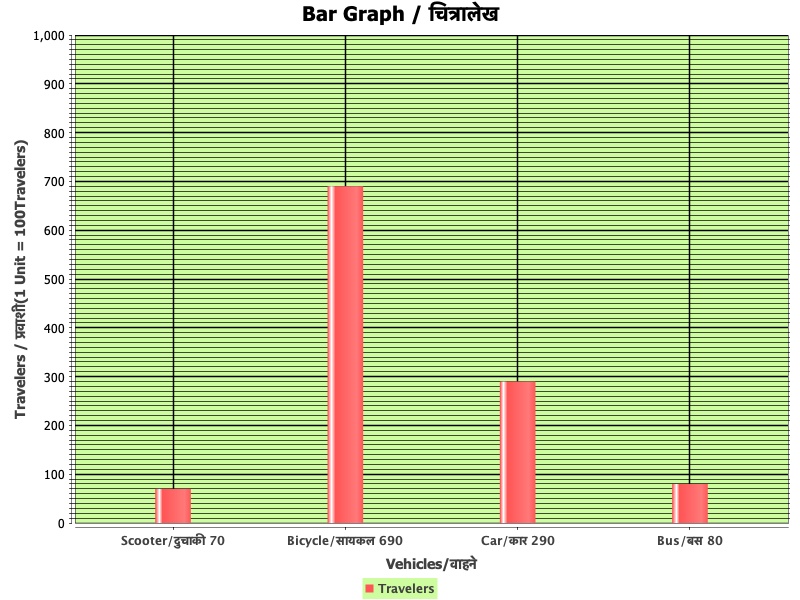 Bar Graph / चित्रालेख
Travelers / प्रवाशी(1 Unit = 100Travelers)
1,000
900
800
700
600
500
400
300
200
100
0
Scooter/दुचाकी 70 Bicycle/सायकल 690 Car/कार 290 Bus/बस 80
Vehicles/वाहने
Travelers